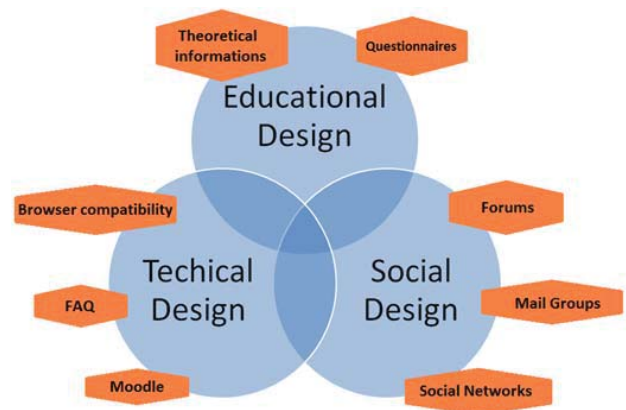 Theoretical
informations
Questionnaires
Educational
Design
Browser compatibility
Forums
Techical
Design
Social
Design
FAQ
Mail Groups
Moodle
Social Networks